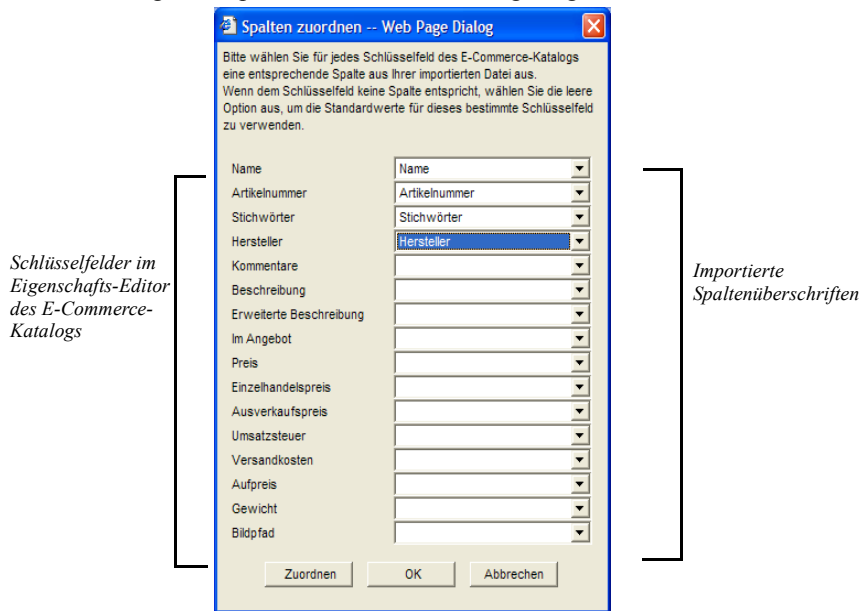 Spalten zuordnen -- Web Page Dialog
Bitte wählen Sie für jedes Schlüsselfeld des E-Commerce-Katalogs
eine entsprechende Spalte aus Ihrer importierten Datei aus.
Wenn dem Schlüsselfeld keine Spalte entspricht, wählen Sie die leere
Option aus, um die Standardwerte für dieses bestimmte Schlüsselfeld
zu verwenden.
Name Name
Artikelnummer Artikelnummer
Stichwörter Stichwörter
Hersteller Hersteller
Kommentare
Beschreibung
Erweiterte Beschreibung
Im Angebot
Preis
Einzelhandelspreis
Ausverkaufspreis
Umsatzsteuer
Versandkosten
Aufpreis
Gewicht
Bildpfad
Zuordnen OK Abbrechen
Schlüsselfelder im
Eigenschafts-Editor
des E-Commerce-
Katalogs
Importierte
Spaltenüberschriften